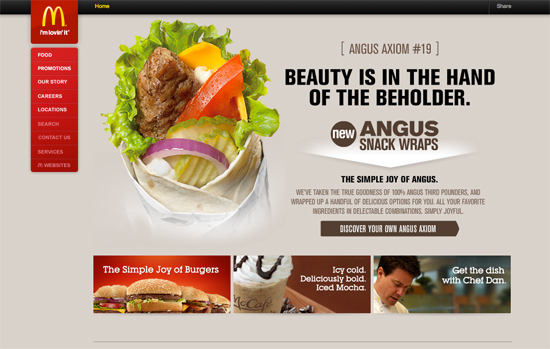 Home
Share
M
i'm lovin' it
FOOD
PROMOTIONS
OUR STORY
CAREERS
LOCATIONS
SEARCH
CONTACT US
SERVICES
WEBSITES
[ ANGUS AXIOM #19 ]
BEAUTY IS IN THE HAND
OF THE BEHOLDER.
new ANGUS
SNACK WRAPS
THE SIMPLE JOY OF ANGUS.
WE'VE TAKEN THE TRUE GOODNESS OF 100% ANGUS THIRD POUNDERS, AND
WRAPPED UP A HANDFUL OF DELICIOUS OPTIONS FOR YOU. ALL YOUR FAVORITE
INGREDIENTS IN DELECTABLE COMBINATIONS. SIMPLY JOYFUL.
DISCOVER YOUR OWN ANGUS AXIOM
The Simple Joy of Burgers
Icy cold.
Deliciously bold.
Iced Mocha.
McCafé
Get the dish
with Chef Dan.